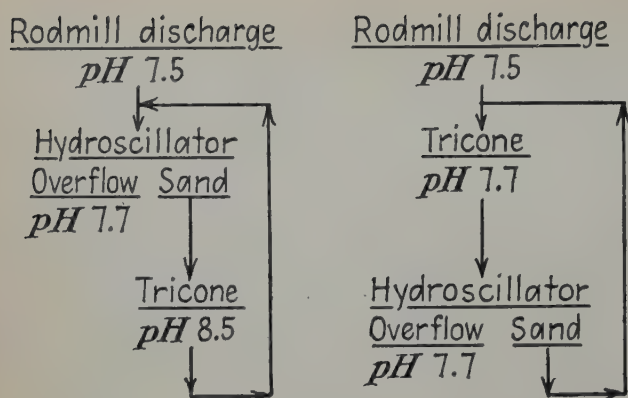 Rodmill discharge
pH 7.5
Hydroscillator
Overflow Sand
pH 7.7
Tricone
pH 8.5
Rodmill discharge
pH 7.5
Tricone
pH 7.7
Hydroscillator
Overflow Sand
pH 7.7